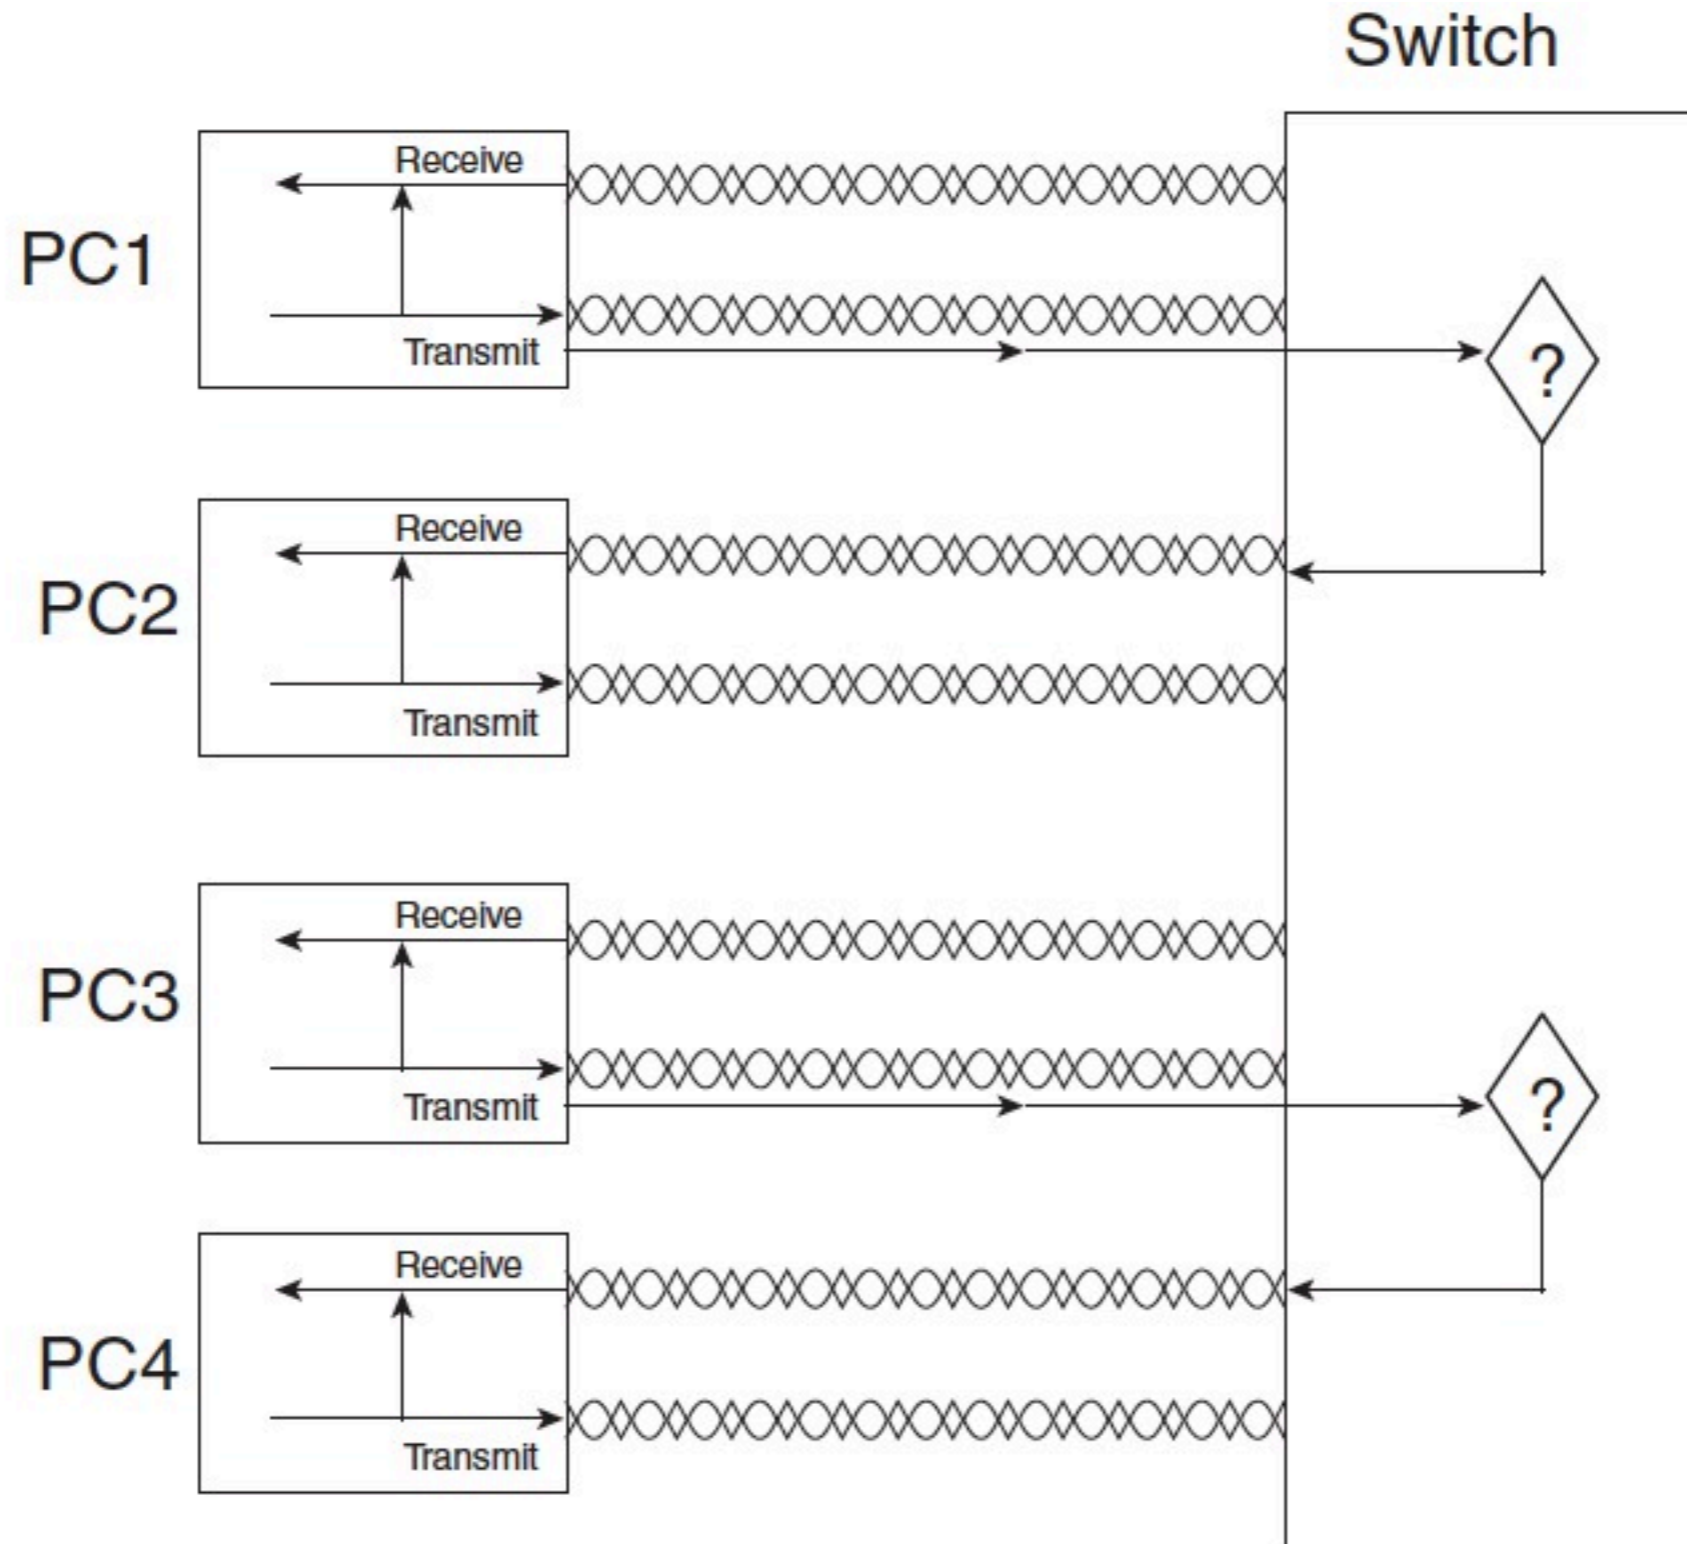 Switch
Receive
PC1
Transmit
?
Receive
PC2
Transmit
Receive
PC3
Transmit
?
Receive
PC4
Transmit